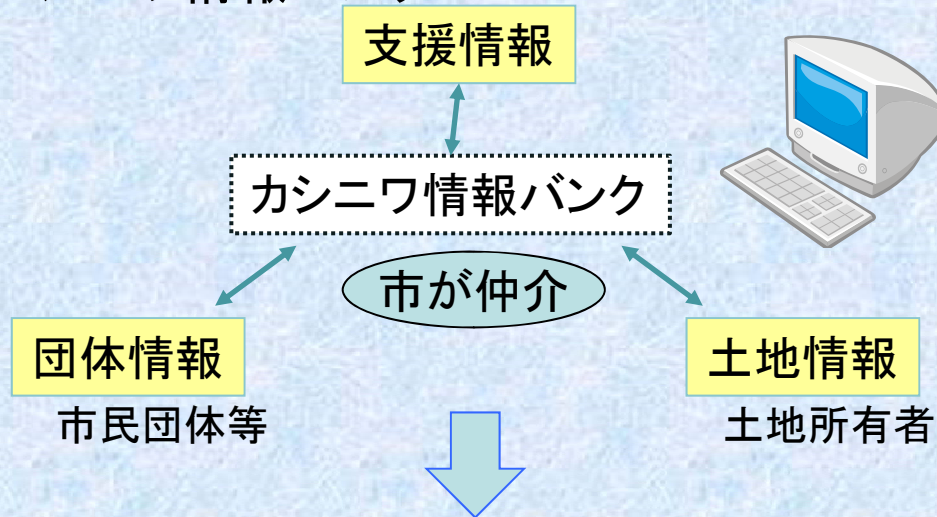 支援情報
カシニワ情報バンク
市が仲介
団体情報
土地情報
市民団体等
土地所有者